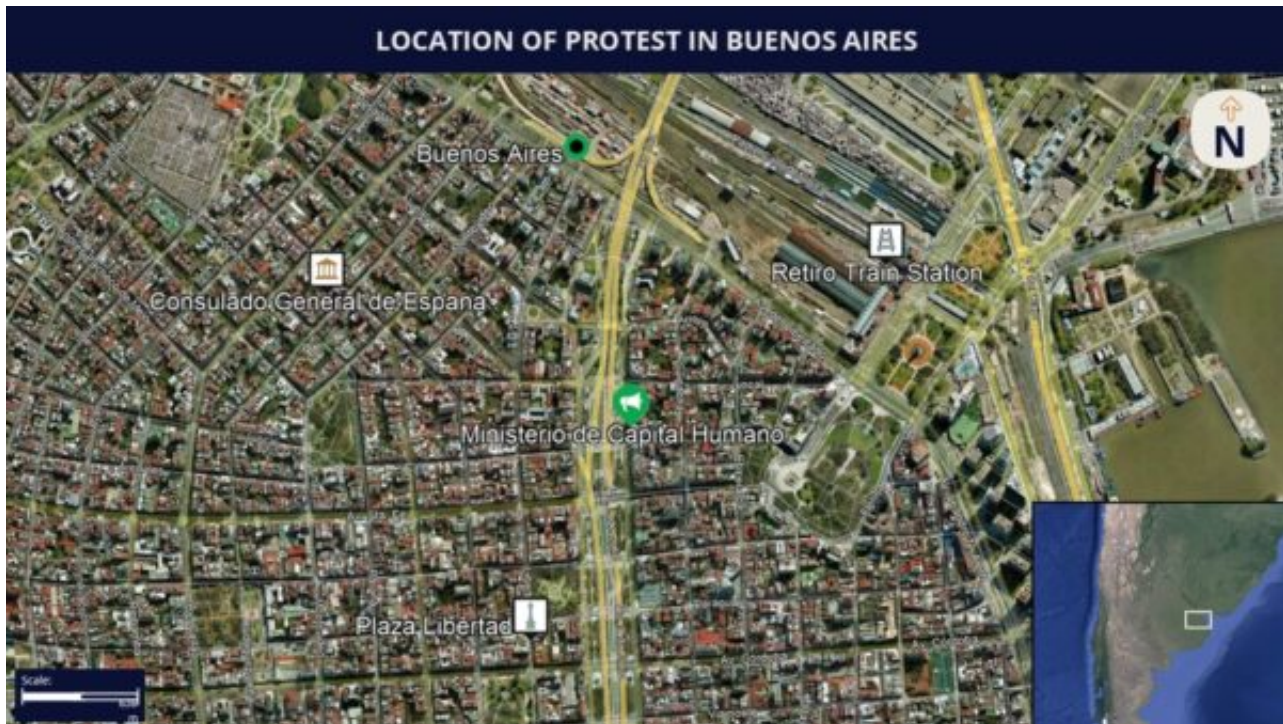 LOCATION OF PROTEST IN BUENOS AIRES
N
Buenos Aires
Retiro Train Station
Consulado General de Espana
Ministerio de Capital Humano
Plaza Libertad
Scale: